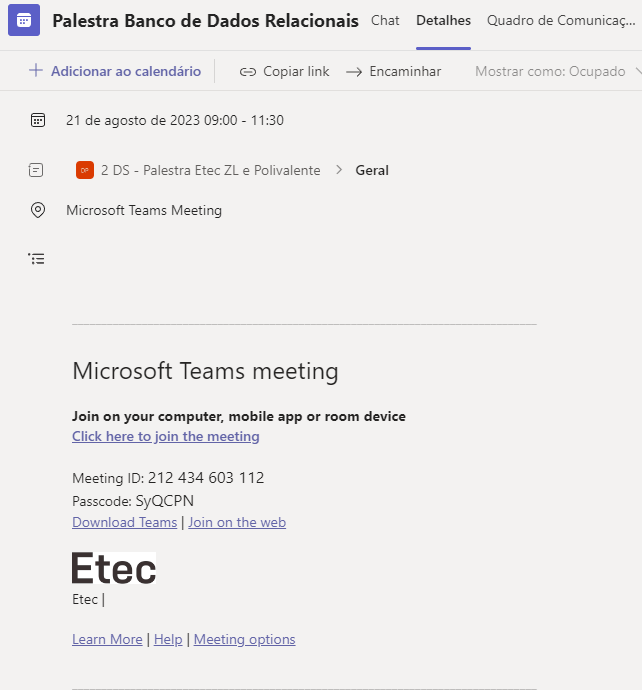 Palestra Banco de Dados Relacionais Chat Detalhes Quadro de Comunicaç...
Adicionar ao calendário Copiar link Encaminhar Mostrar como: Ocupado
21 de agosto de 2023 09:00 - 11:30
DP 2 DS - Palestra Etec ZL e Polivalente > Geral
Microsoft Teams Meeting
Microsoft Teams meeting
Join on your computer, mobile app or room device
Click here to join the meeting
Meeting ID: 212 434 603 112
Passcode: SyQCPN
Download Teams | Join on the web
Etec
Etec |
Learn More | Help | Meeting options